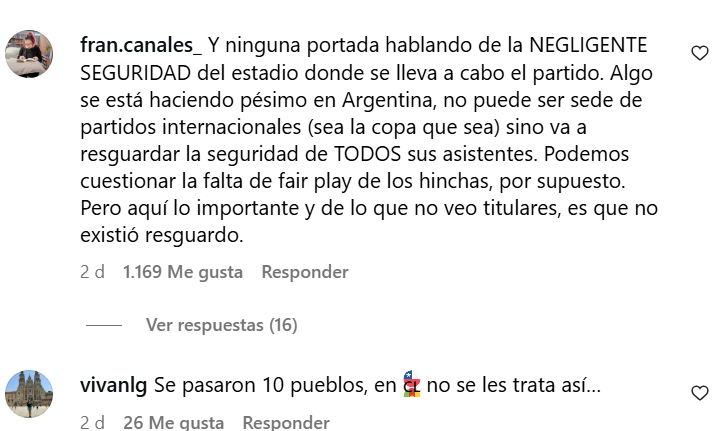 fran.canales_ Y ninguna portada hablando de la NEGLIGENTE
SEGURIDAD del estadio donde se lleva a cabo el partido. Algo
se está haciendo pésimo en Argentina, no puede ser sede de
partidos internacionales (sea la copa que sea) sino va a
resguardar la seguridad de TODOS sus asistentes. Podemos
cuestionar la falta de fair play de los hinchas, por supuesto.
Pero aquí lo importante y de lo que no veo titulares, es que no
existió resguardo.
2 d 1.169 Me gusta Responder
Ver respuestas (16)
vivanlg Se pasaron 10 pueblos, en 🇨🇱 no se les trata así...
2 d 26 Me gusta Responder